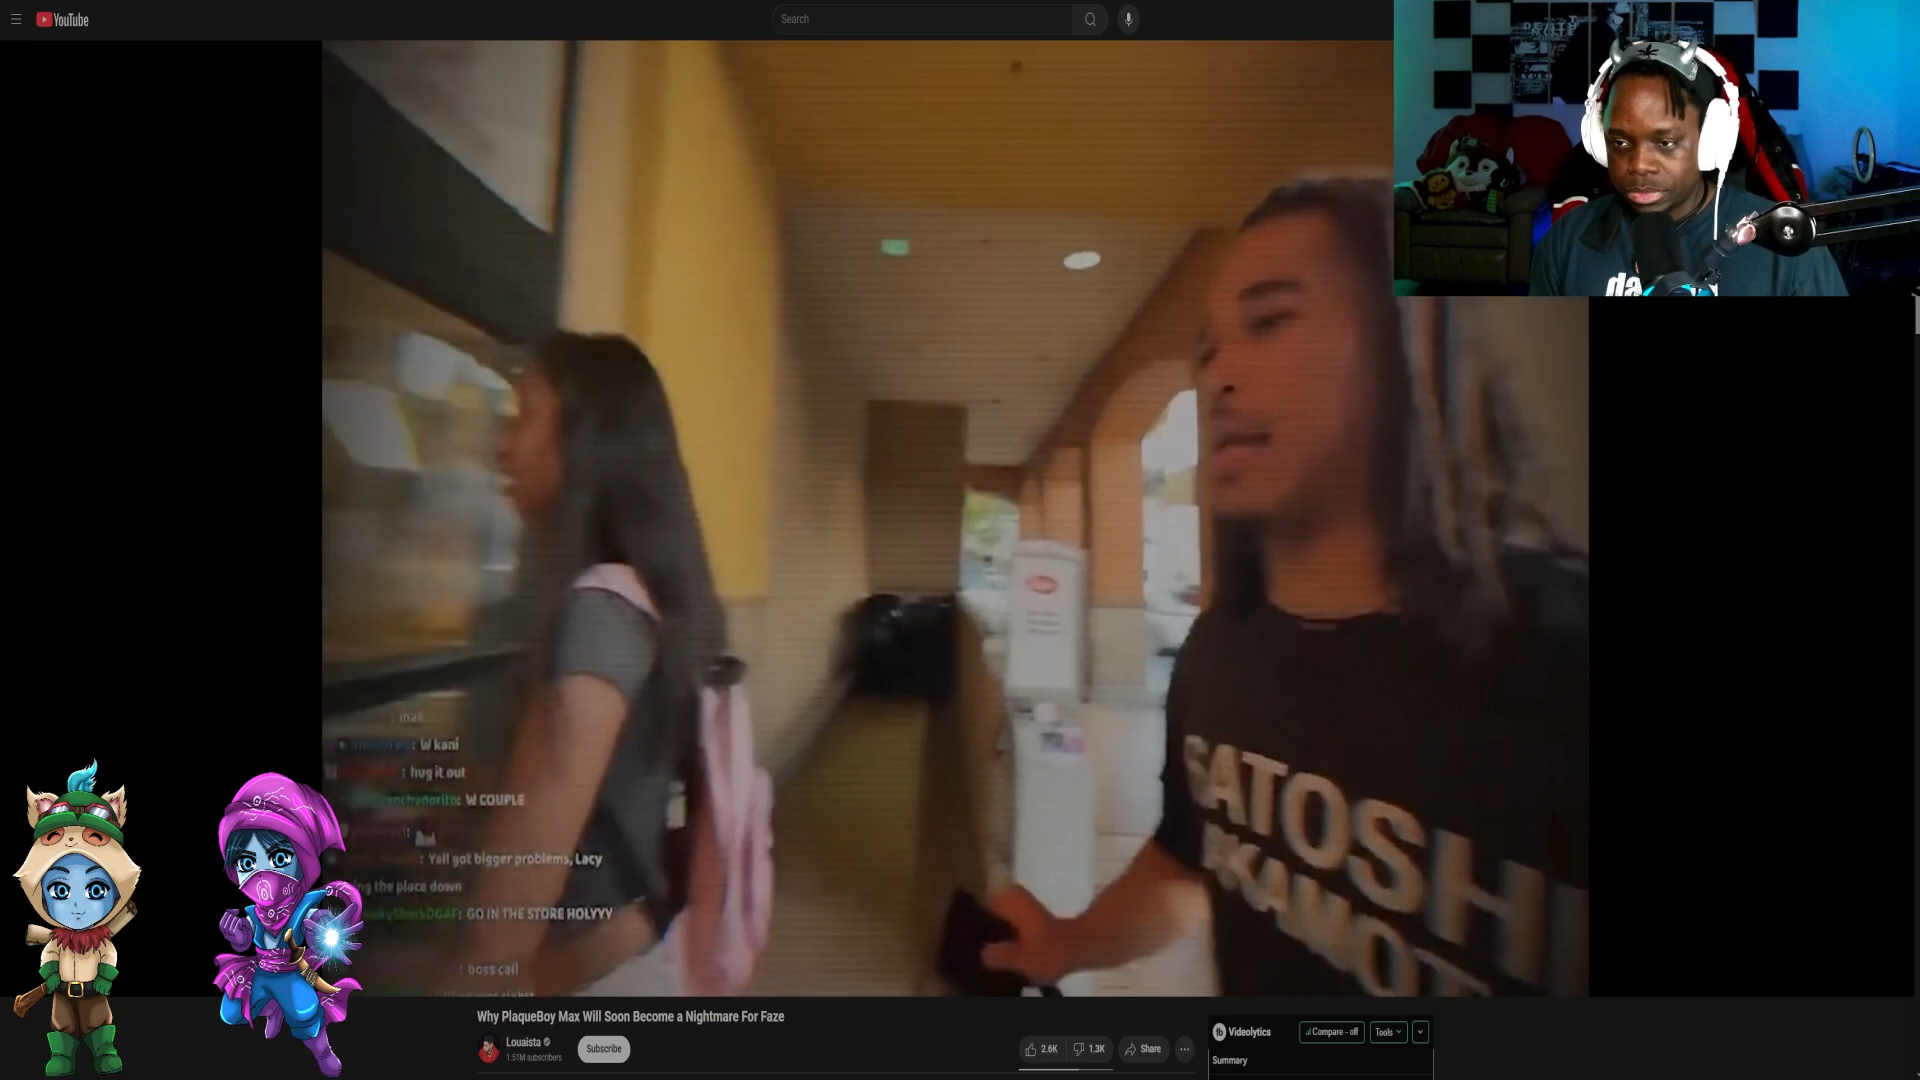 YouTube
Search
: mail
: W kani
: hug it out
: W COUPLE
: Yall got bigger problems, Lacy
the place down
: GO IN THE STORE HOLYYY
: boss call
SATOSHI
Why PlaqueBoy Max Will Soon Become a Nightmare For Faze
Louaista
1.51M subscribers
Subscribe
2.6K
1.3K
Share
Videolytics
Compare - off
Tools
Summary